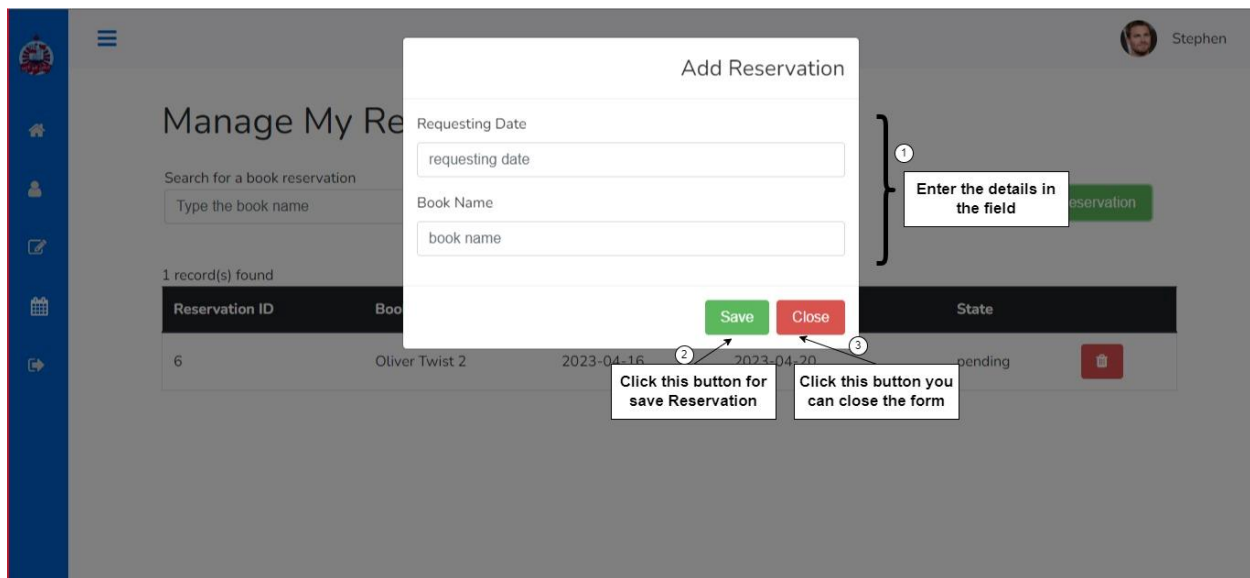 Stephen
Add Reservation
Manage My Re
Requesting Date
requesting date
1
Search for a book reservation
Type the book name
Enter the details in
the field
eservation
Book Name
book name
1 record(s) found
Reservation ID
Boo
State
Save
Close
2
3
6
Oliver Twist 2
2023-04-16
2023-04-20
pending
Click this button for
save Reservation
Click this button you
can close the form